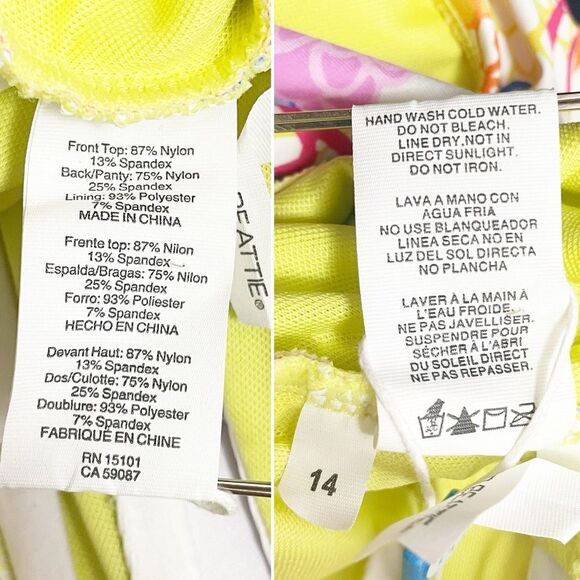 Front Top: 87% Nylon
13% Spandex
Back/Panty: 75% Nylon
25% Spandex
Lining: 93% Polyester
7% Spandex
MADE IN CHINA
Frente top: 87% Nilon
13% Spandex
Espalda/Bragas: 75% Nilon
25% Spandex
Forro: 93% Poliester
7% Spandex
HECHO EN CHINA
Devant Haut: 87% Nylon
13% Spandex
Dos/Culotte: 75% Nylon
25% Spandex
Doublure: 93% Polyester
7% Spandex
FABRIQUÉ EN CHINE
RN 15101
CA 59087
BEATTIE®
HAND WASH COLD WATER.
DO NOT BLEACH.
LINE DRY,NOT IN
DIRECT SUNLIGHT.
DO NOT IRON.
LAVA A MANO CON
AGUA FRIA
NO USE BLANQUEADOR
LINEA SECA NO EN
LUZ DEL SOL DIRECTA
NO PLANCHA
LAVER À LA MAIN À
L'EAU FROIDE.
NE PAS JAVELLISER.
SUSPENDRE POUR
SÉCHER À L'ABRI
DU SOLEIL DIRECT
NE PAS REPASSER.
14